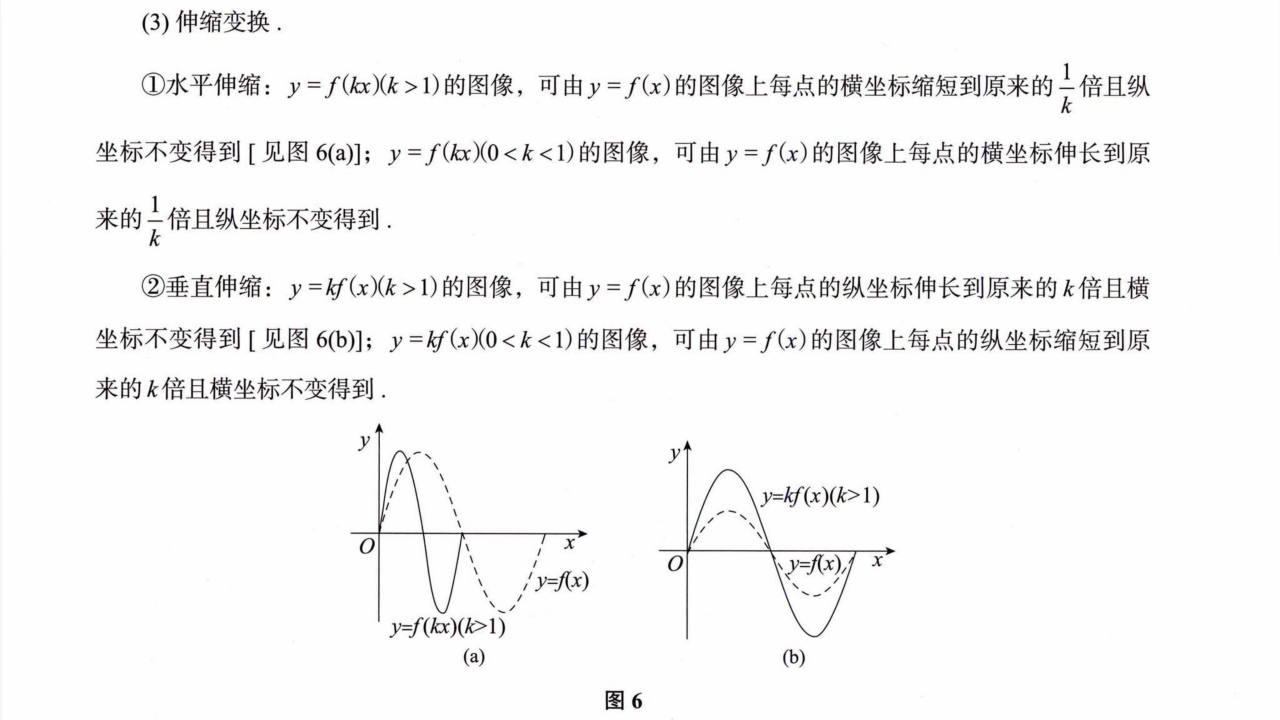 (3) 伸缩变换.
①水平伸缩：y = f(kx)(k > 1)的图像，可由 y = f(x)的图像上每点的横坐标缩短到原来的 1/k 倍且纵
坐标不变得到 [ 见图 6(a)]；y = f(kx)(0 < k < 1)的图像，可由 y = f(x)的图像上每点的横坐标伸长到原
来的 1/k 倍且纵坐标不变得到.
②垂直伸缩：y = kf(x)(k > 1)的图像，可由 y = f(x)的图像上每点的纵坐标伸长到原来的 k 倍且横
坐标不变得到 [ 见图 6(b)]；y = kf(x)(0 < k < 1)的图像，可由 y = f(x)的图像上每点的纵坐标缩短到原
来的 k 倍且横坐标不变得到.
y
O
x
y=f(x)
y=f(kx)(k>1)
(a)
y
y=kf(x)(k>1)
O
y=f(x)
x
(b)
图 6